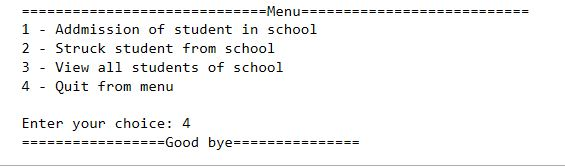 =============================Menu===========================
1 - Addmission of student in school
2 - Struck student from school
3 - View all students of school
4 - Quit from menu
Enter your choice: 4
=================Good bye===============